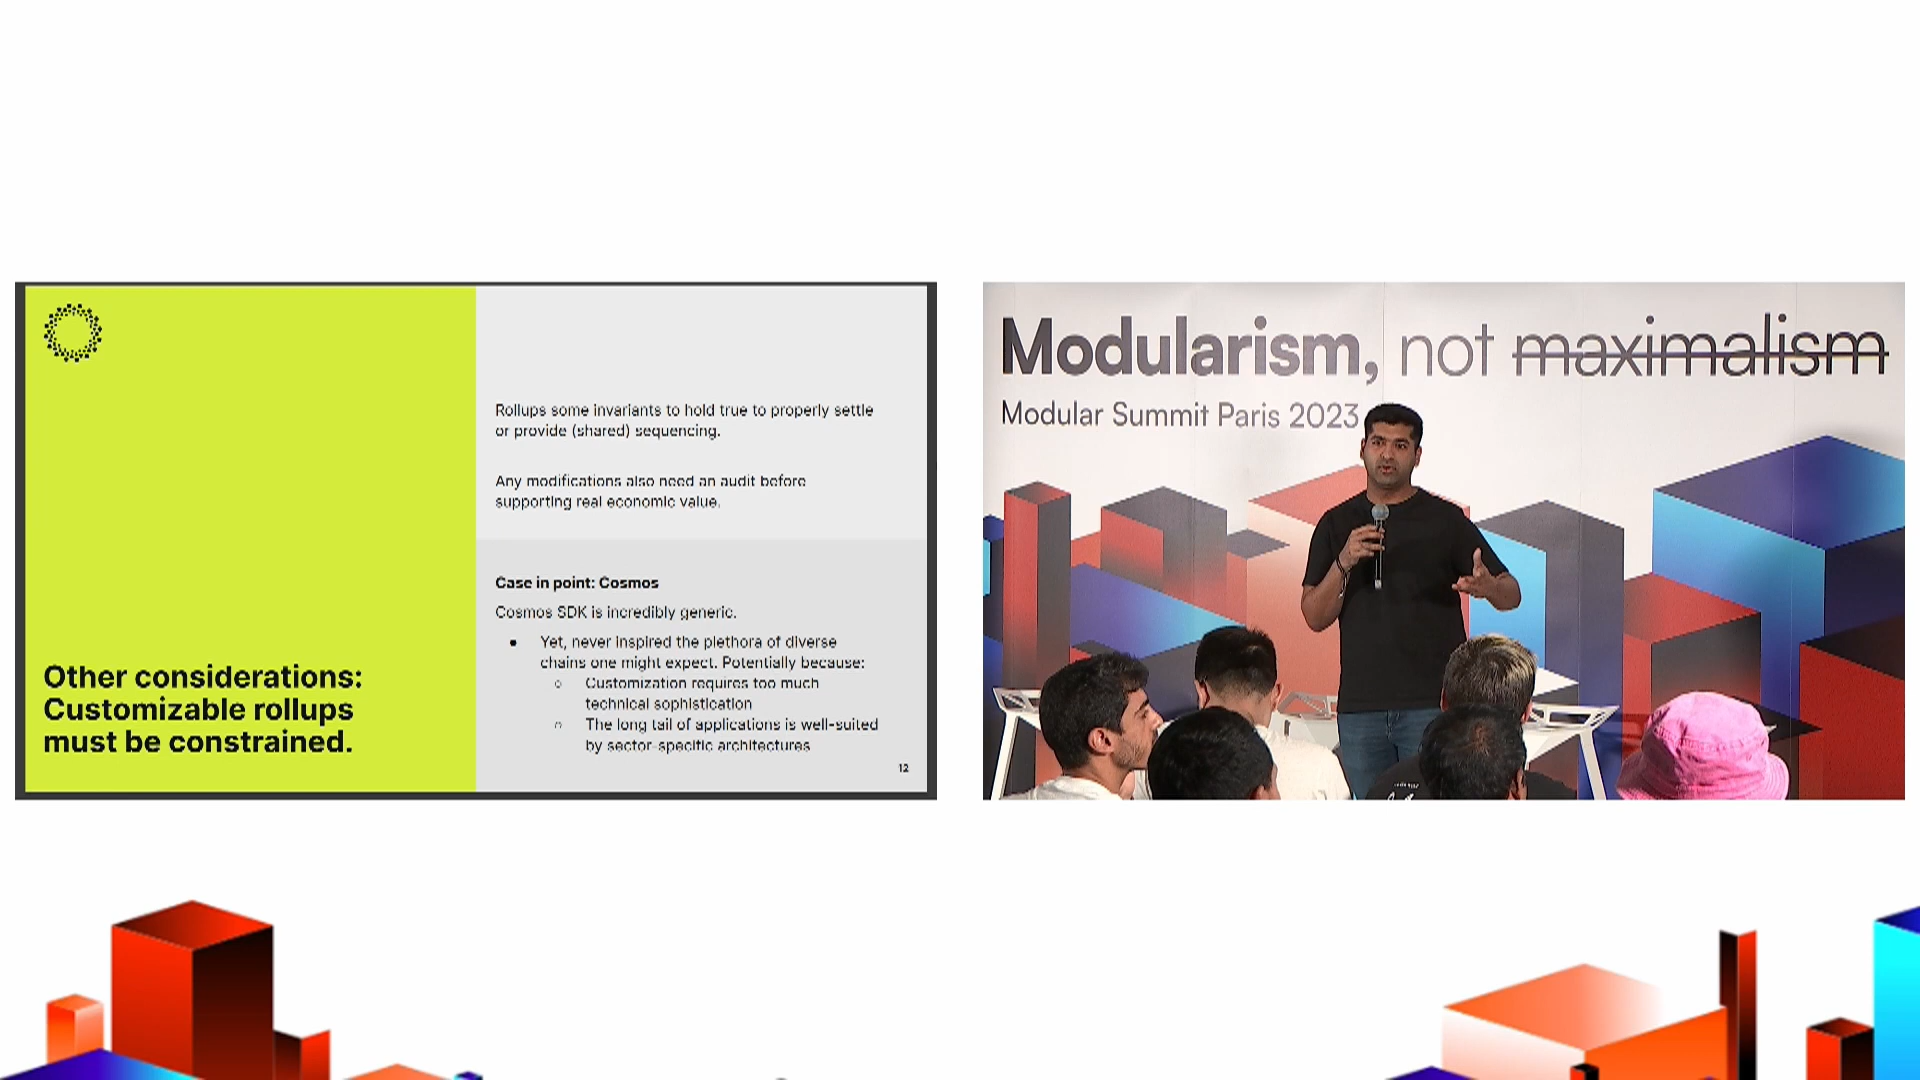 Other considerations:
Customizable rollups
must be constrained.
Rollups some invariants to hold true to properly settle
or provide (shared) sequencing.
Any modifications also need an audit before
supporting real economic value.
Case in point: Cosmos
Cosmos SDK is incredibly generic.
● Yet, never inspired the plethora of diverse
chains one might expect. Potentially because:
○ Customization requires too much
technical sophistication
○ The long tail of applications is well-suited
by sector-specific architectures
12
Modularism, not maximalism
Modular Summit Paris 2023